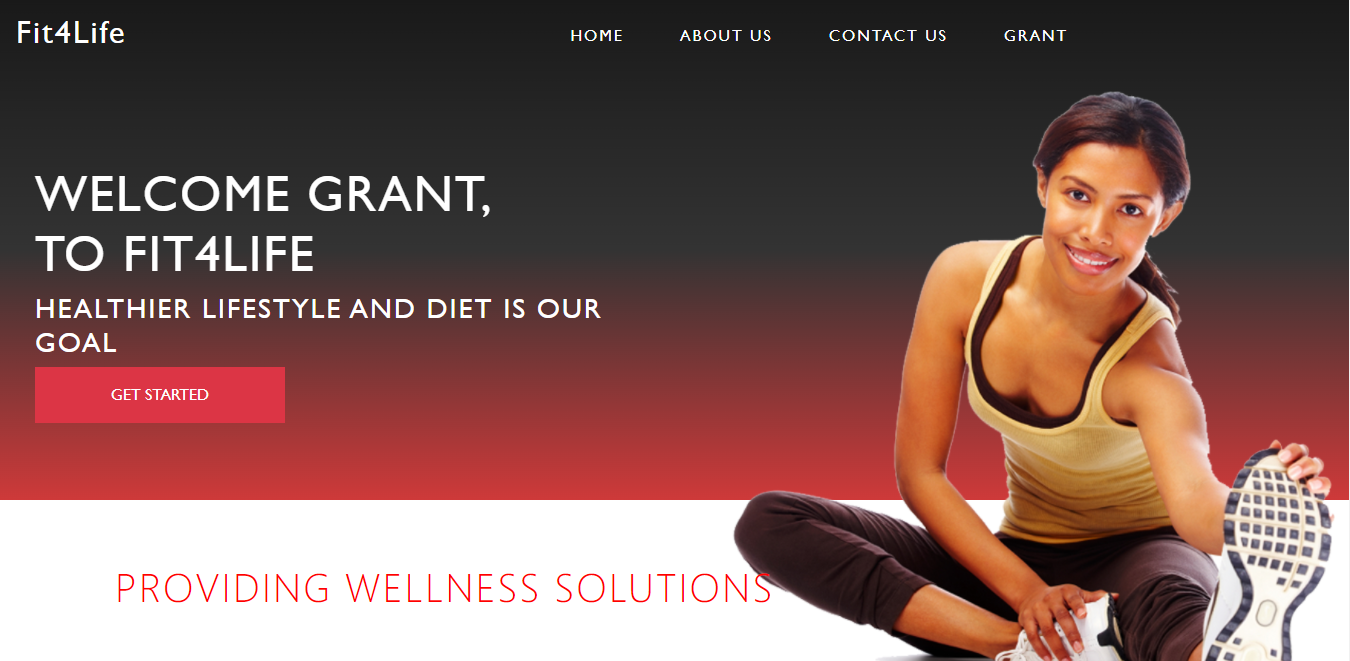 Fit4Life
HOME ABOUT US CONTACT US GRANT
WELCOME GRANT,
TO FIT4LIFE
HEALTHIER LIFESTYLE AND DIET IS OUR
GOAL
GET STARTED
PROVIDING WELLNESS SOLUTIONS